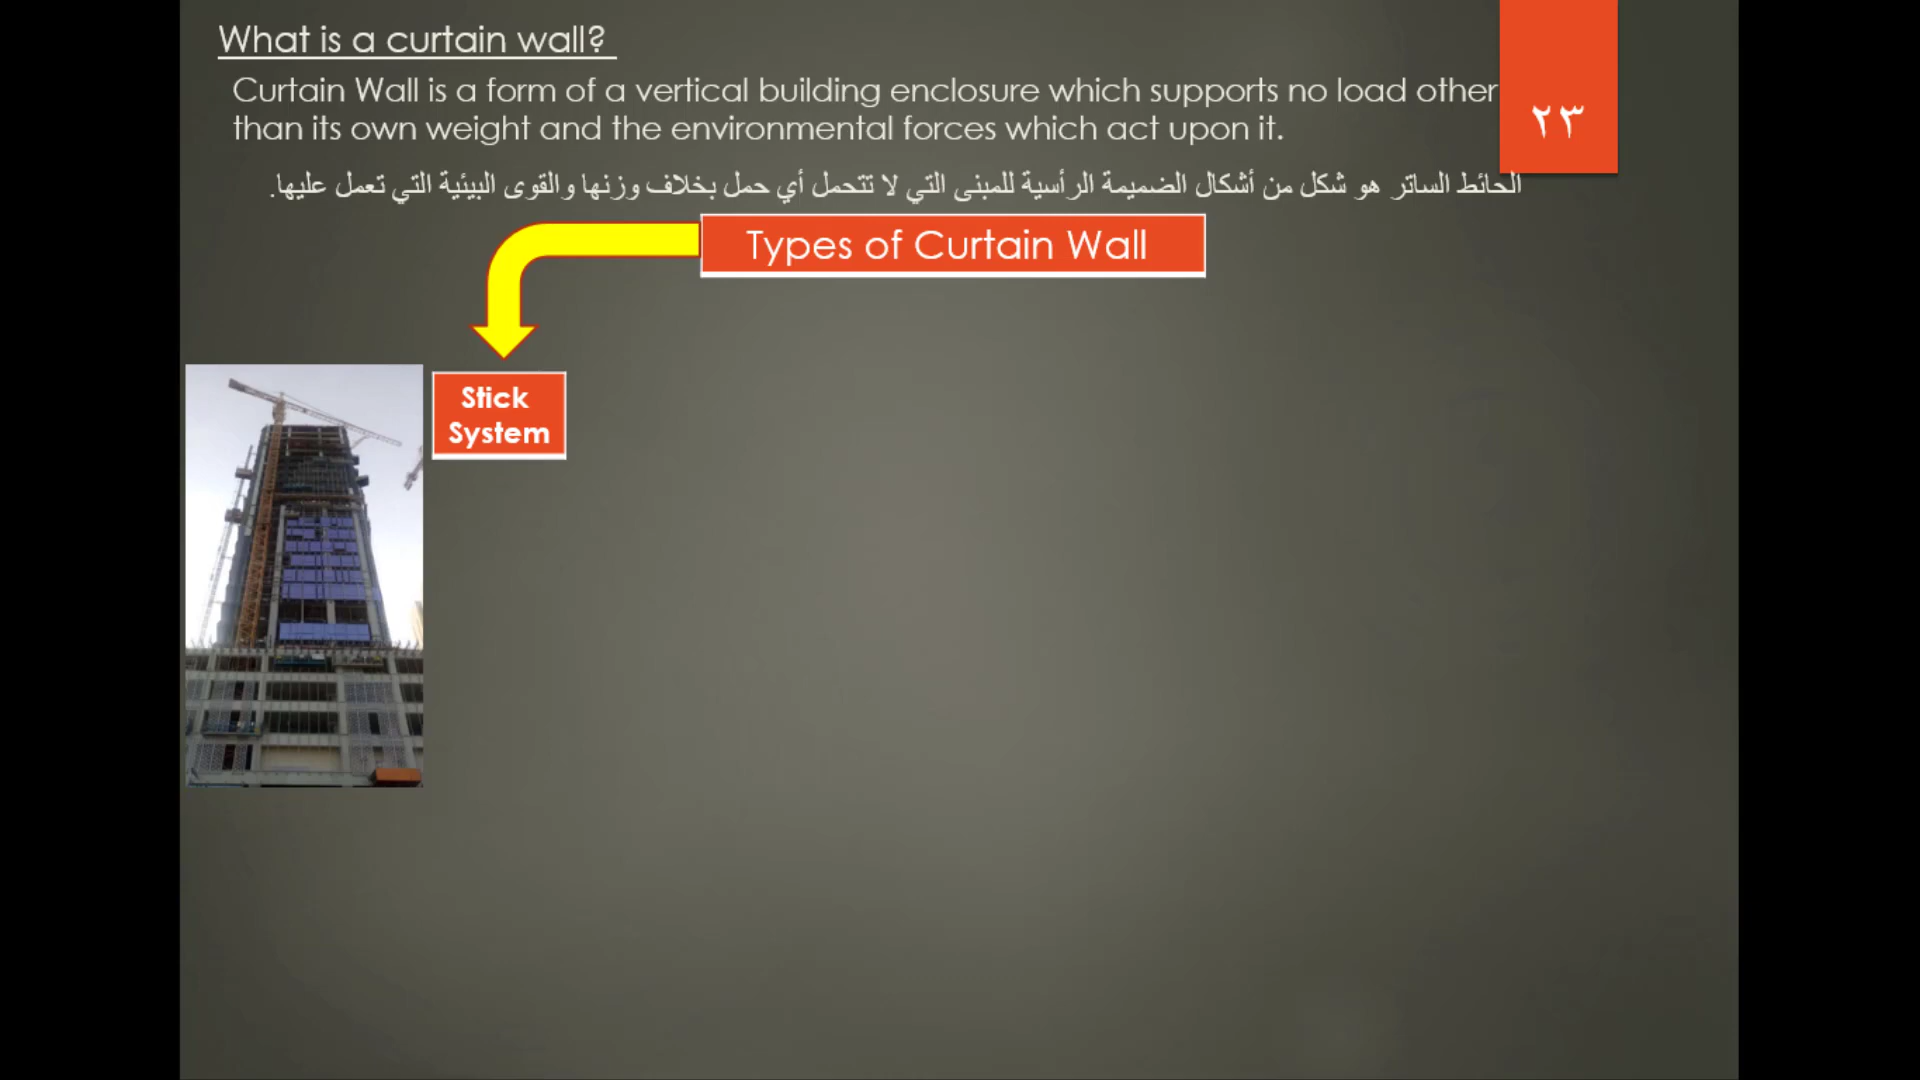 What is a curtain wall?
Curtain Wall is a form of a vertical building enclosure which supports no load other
than its own weight and the environmental forces which act upon it.
٢٣
الحائط الساتر هو شكل من أشكال الضميمة الرأسية للمبنى التي لا تتحمل أي حمل بخلاف وزنها والقوى البيئية التي تعمل عليها.
Types of Curtain Wall
Stick
System